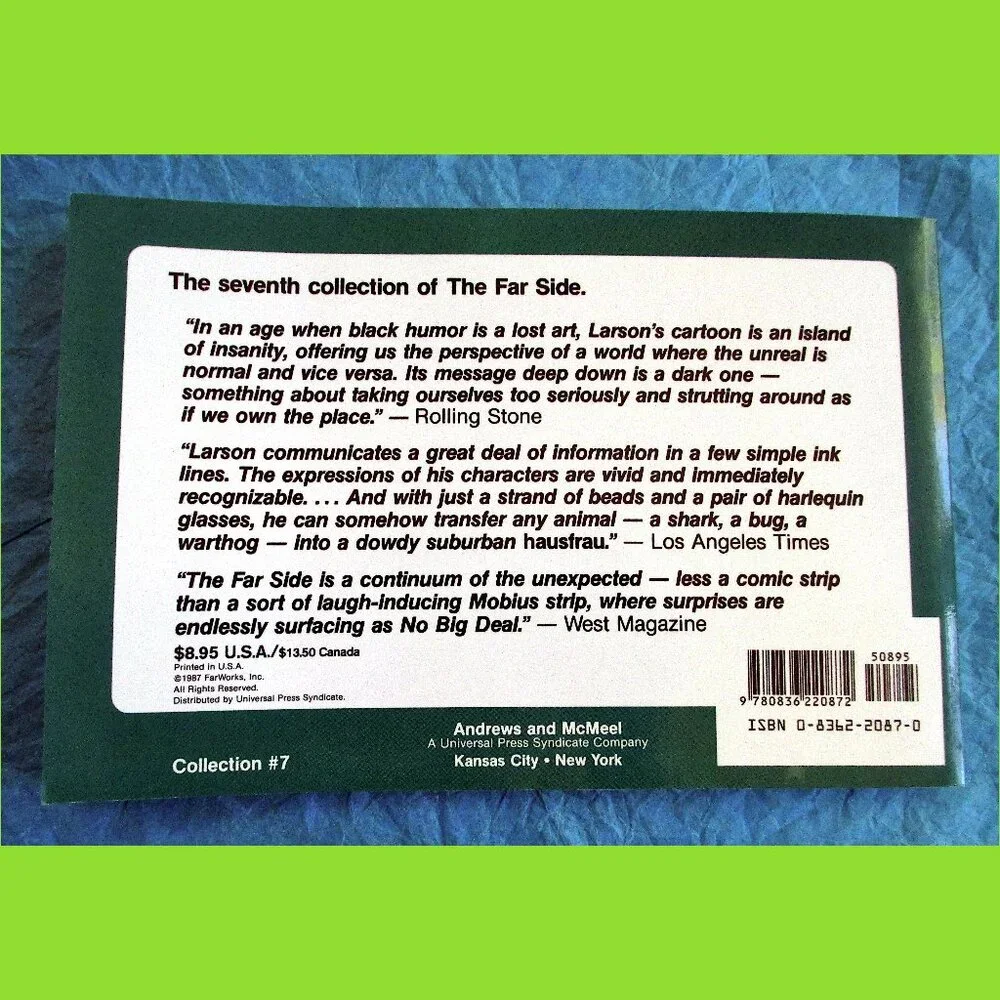 The seventh collection of The Far Side.
“In an age when black humor is a lost art, Larson’s cartoon is an island
of insanity, offering us the perspective of a world where the unreal is
normal and vice versa. Its message deep down is a dark one —
something about taking ourselves too seriously and strutting around as
if we own the place.” — Rolling Stone
“Larson communicates a great deal of information in a few simple ink
lines. The expressions of his characters are vivid and immediately
recognizable. . . . And with just a strand of beads and a pair of harlequin
glasses, he can somehow transfer any animal — a shark, a bug, a
warthog — into a dowdy suburban hausfrau.” — Los Angeles Times
“The Far Side is a continuum of the unexpected — less a comic strip
than a sort of laugh-inducing Mobius strip, where surprises are
endlessly surfacing as No Big Deal.” — West Magazine
$8.95 U.S.A./$13.50 Canada
Printed in U.S.A.
©1987 FarWorks, Inc.
All Rights Reserved.
Distributed by Universal Press Syndicate.
50895
9 780836 220872
ISBN 0-8362-2087-0
Andrews and McMeel
A Universal Press Syndicate Company
Kansas City • New York
Collection #7